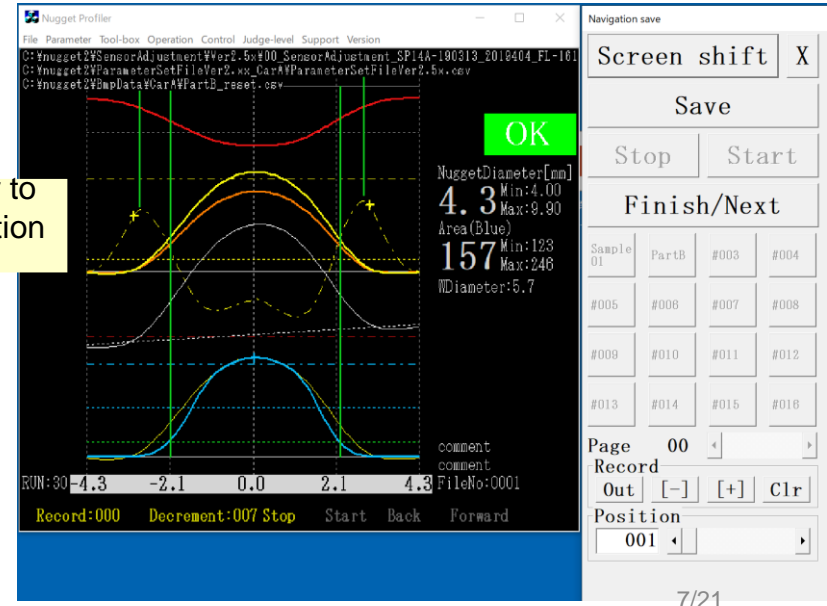 Nugget Profiler
File Parameter Tool-box Operation Control Judge-level Support Version
C:¥nugget2¥SensorAdjustment¥Ver2.5x¥00_SensorAdjustment_SP14A-190313_2019404_FL-161
C:¥nugget2¥ParameterSetFileVer2.xx_CarA¥ParameterSetFileVer2.5x.csv
C:¥nugget2¥BmpData¥CarA¥PartB_reset.csv
OK
NuggetDiameter[mm]
4.3 Min:4.00
Max:9.90
Area(Blue)
157 Min:123
Max:246
WDiameter:5.7
to
tion
comment
comment
RUN:30 -4.3 -2.1 0.0 2.1 4.3 FileNo:0001
Record:000 Decrement:007 Stop Start Back Forward
Navigation save
Screen shift X
Save
Stop Start
Finish/Next
Sample 01 PartB #003 #004
#005 #006 #007 #008
#009 #010 #011 #012
#013 #014 #015 #016
Page 00
Record
Out [-] [+] Clr
Position
001
7/21